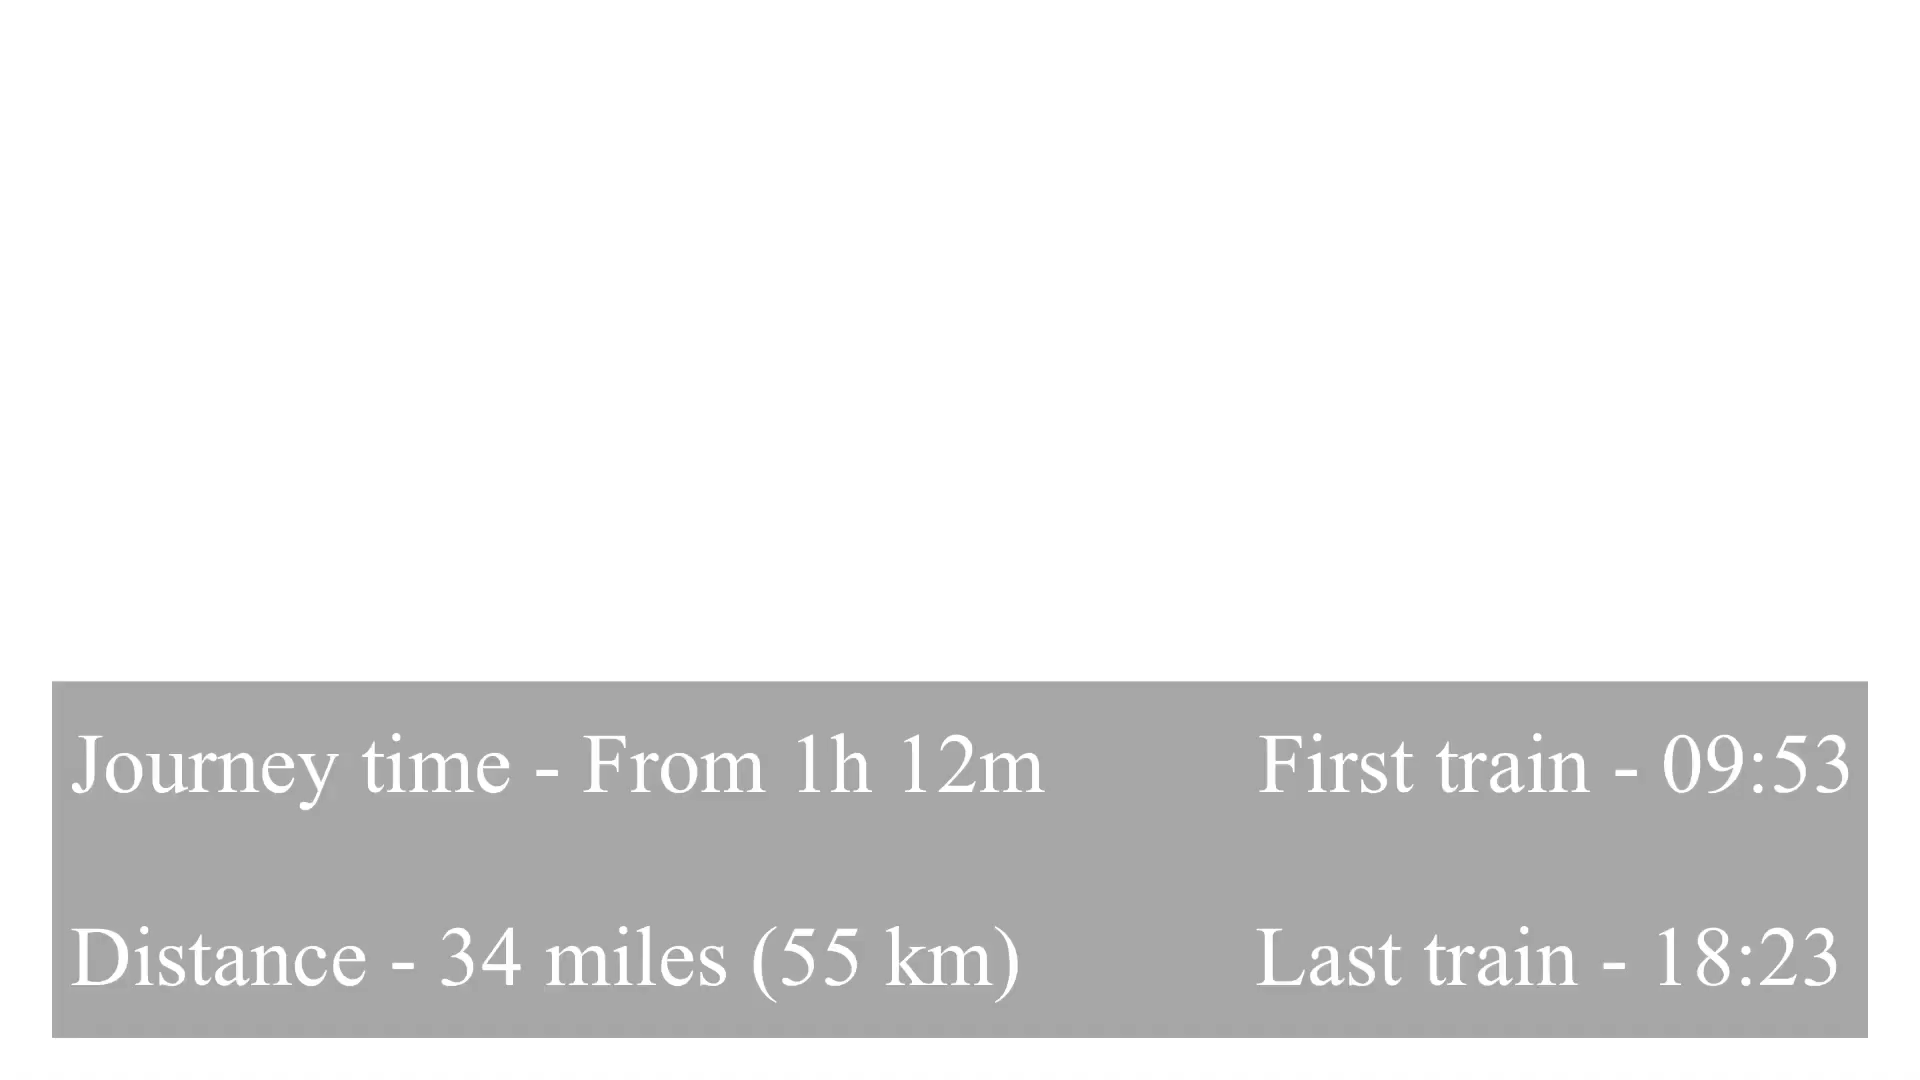 Journey time - From 1h 12m
First train - 09:53
Distance - 34 miles (55 km)
Last train - 18:23